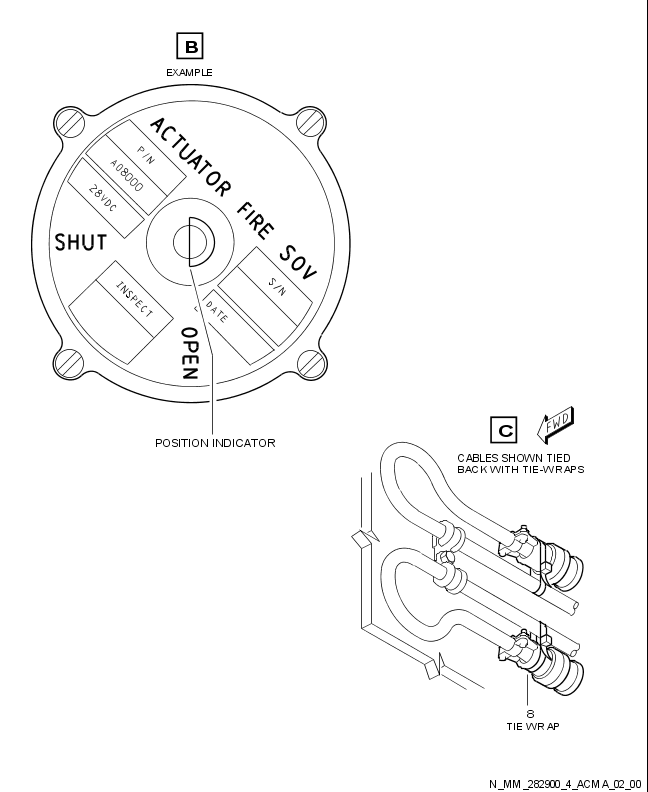 B
EXAMPLE
ACTUATOR FIRE SOV
P/N
A08000
28VDC
SHUT
INSPECT
S/N
DATE
OPEN
POSITION INDICATOR
C
FWD
CABLES SHOWN TIED
BACK WITH TIE-WRAPS
8
TIE WRAP
N_MM_282900_4_ACMA_02_00